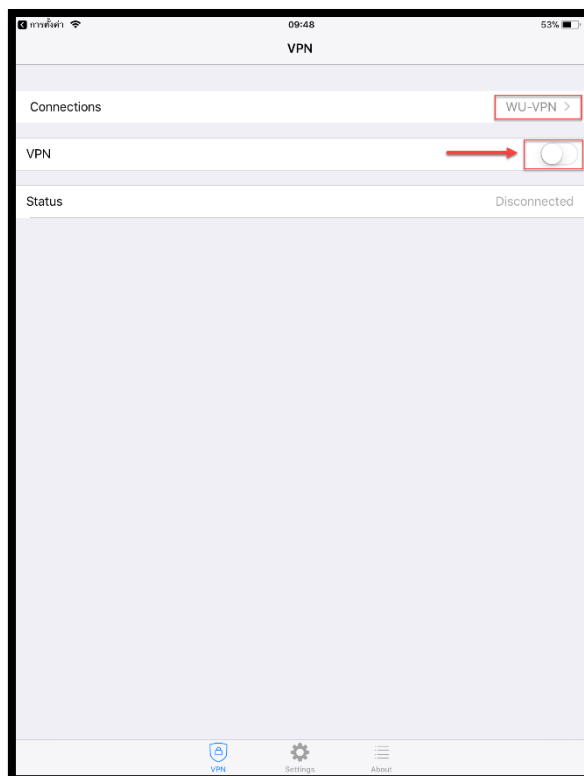 การตั้งค่า 09:48 53%
VPN
Connections WU-VPN
VPN
Status Disconnected
VPN Settings About